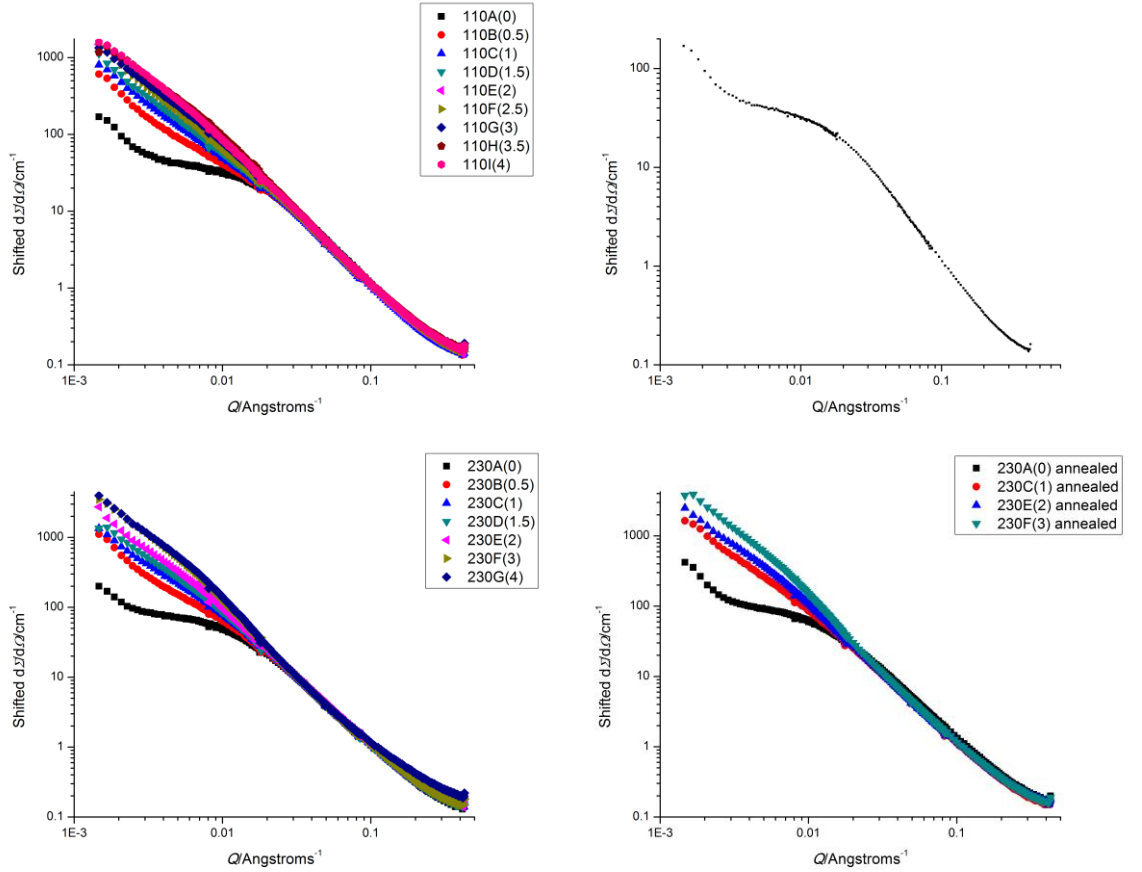 110A(0)
110B(0.5)
110C(1)
110D(1.5)
110E(2)
110F(2.5)
110G(3)
110H(3.5)
110I(4)
Shifted dΣ/dΩ/cm⁻¹
1000
100
10
1
0.1
1E-3
0.01
0.1
Q/Angstroms⁻¹
Shifted dΣ/dΩ/cm⁻¹
100
10
1
0.1
1E-3
0.01
0.1
Q/Angstroms⁻¹
230A(0)
230B(0.5)
230C(1)
230D(1.5)
230E(2)
230F(3)
230G(4)
Shifted dΣ/dΩ/cm⁻¹
1000
100
10
1
0.1
1E-3
0.01
0.1
Q/Angstroms⁻¹
230A(0) annealed
230C(1) annealed
230E(2) annealed
230F(3) annealed
Shifted dΣ/dΩ/cm⁻¹
1000
100
10
1
0.1
1E-3
0.01
0.1
Q/Angstroms⁻¹